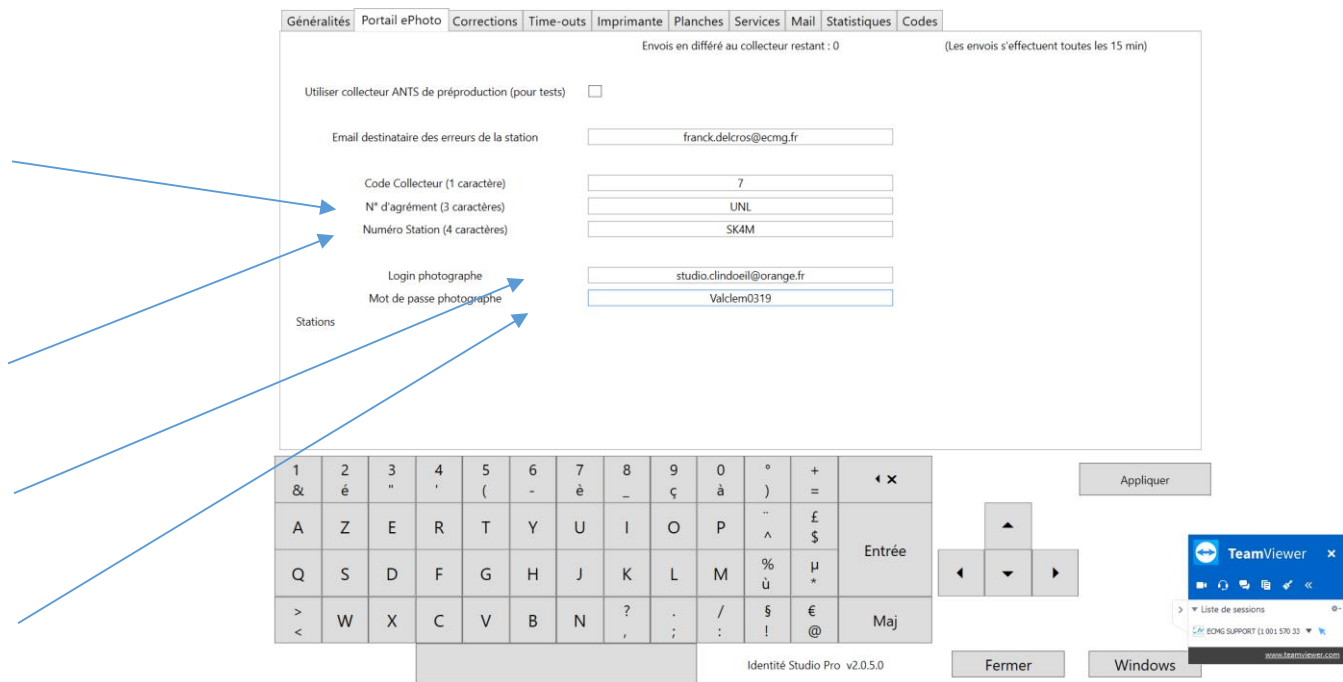 Généralités Portail ePhoto Corrections Time-outs Imprimante Planches Services Mail Statistiques Codes
Envois en différé au collecteur restant : 0 (Les envois s'effectuent toutes les 15 min)
Utiliser collecteur ANTS de préproduction (pour tests)
Email destinataire des erreurs de la station franck.delcros@ecmg.fr
Code Collecteur (1 caractère) 7
N° d'agrément (3 caractères) UNL
Numéro Station (4 caractères) SK4M
Login photographe studio.clindoeil@orange.fr
Mot de passe photographe Valclem0319
Stations
1 2 3 4 5 6 7 8 9 0 ° +
& é " ' ( - è _ ç à ) =
Appliquer
A Z E R T Y U I O P ¨ ^ £ $
Entrée
Q S D F G H J K L M % ù µ *
> < W X C V B N ? , . ; / : § ! € @ Maj
TeamViewer
Liste de sessions
ECMG SUPPORT (1 001 570 33
www.teamviewer.com
Identité Studio Pro v2.0.5.0 Fermer Windows